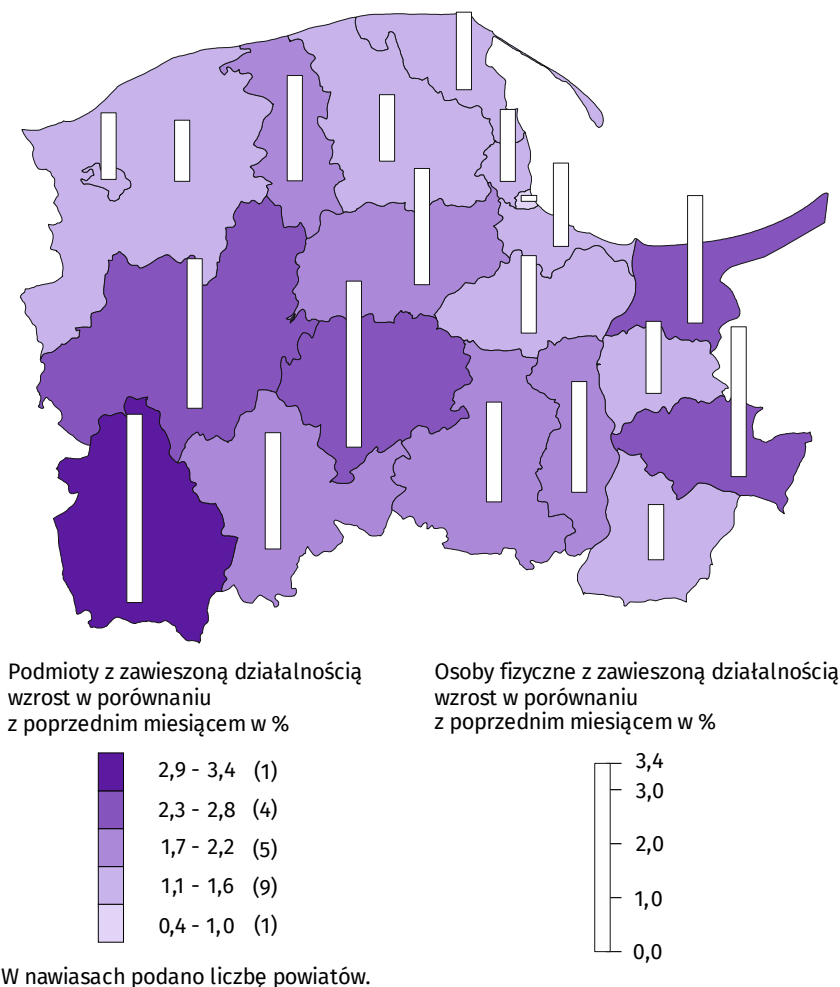 Podmioty z zawieszoną działalnością
wzrost w porównaniu
z poprzednim miesiącem w %
2,9 - 3,4 (1)
2,3 - 2,8 (4)
1,7 - 2,2 (5)
1,1 - 1,6 (9)
0,4 - 1,0 (1)
Osoby fizyczne z zawieszoną działalnością
wzrost w porównaniu
z poprzednim miesiącem w %
3,4
3,0
2,0
1,0
0,0
W nawiasach podano liczbę powiatów.